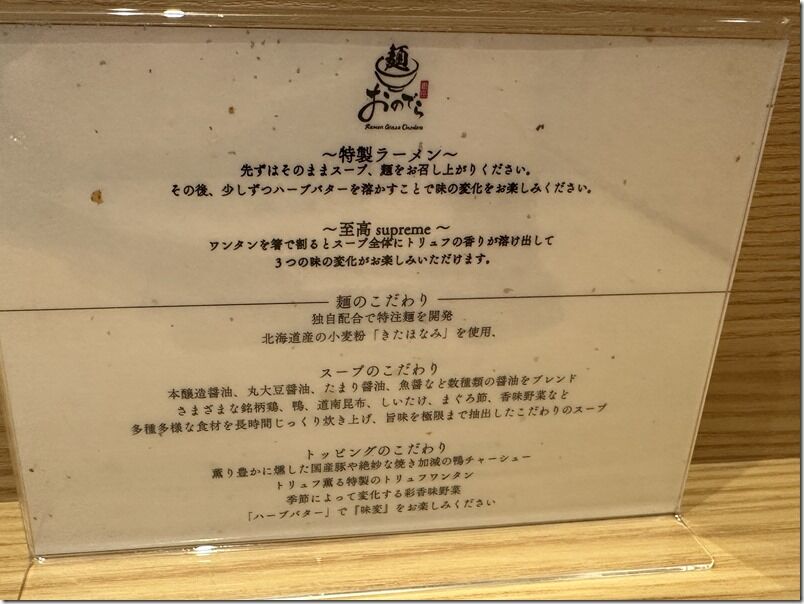 麺
おのでら
Ramen Ginza Onodera
～特製ラーメン～
先ずはそのままスープ、麺をお召し上がりください。
その後、少しずつハーブバターを溶かすことで味の変化をお楽しみください。
～至高 supreme ～
ワンタンを箸で割るとスープ全体にトリュフの香りが溶け出して
３つの味の変化がお楽しみいただけます。
麺のこだわり
独自配合で特注麺を開発
北海道産の小麦粉「きたほなみ」を使用、
スープのこだわり
本醸造醤油、丸大豆醤油、たまり醤油、魚醤など数種類の醤油をブレンド
さまざまな銘柄鶏、鴨、道南昆布、しいたけ、まぐろ節、香味野菜など
多種多様な食材を長時間じっくり炊き上げ、旨味を極限まで抽出したこだわりのスープ
トッピングのこだわり
薫り豊かに燻した国産豚や絶妙な焼き加減の鴨チャーシュー
トリュフ薫る特製のトリュフワンタン
季節によって変化する彩香味野菜
「ハーブバター」で『味変』をお楽しみください